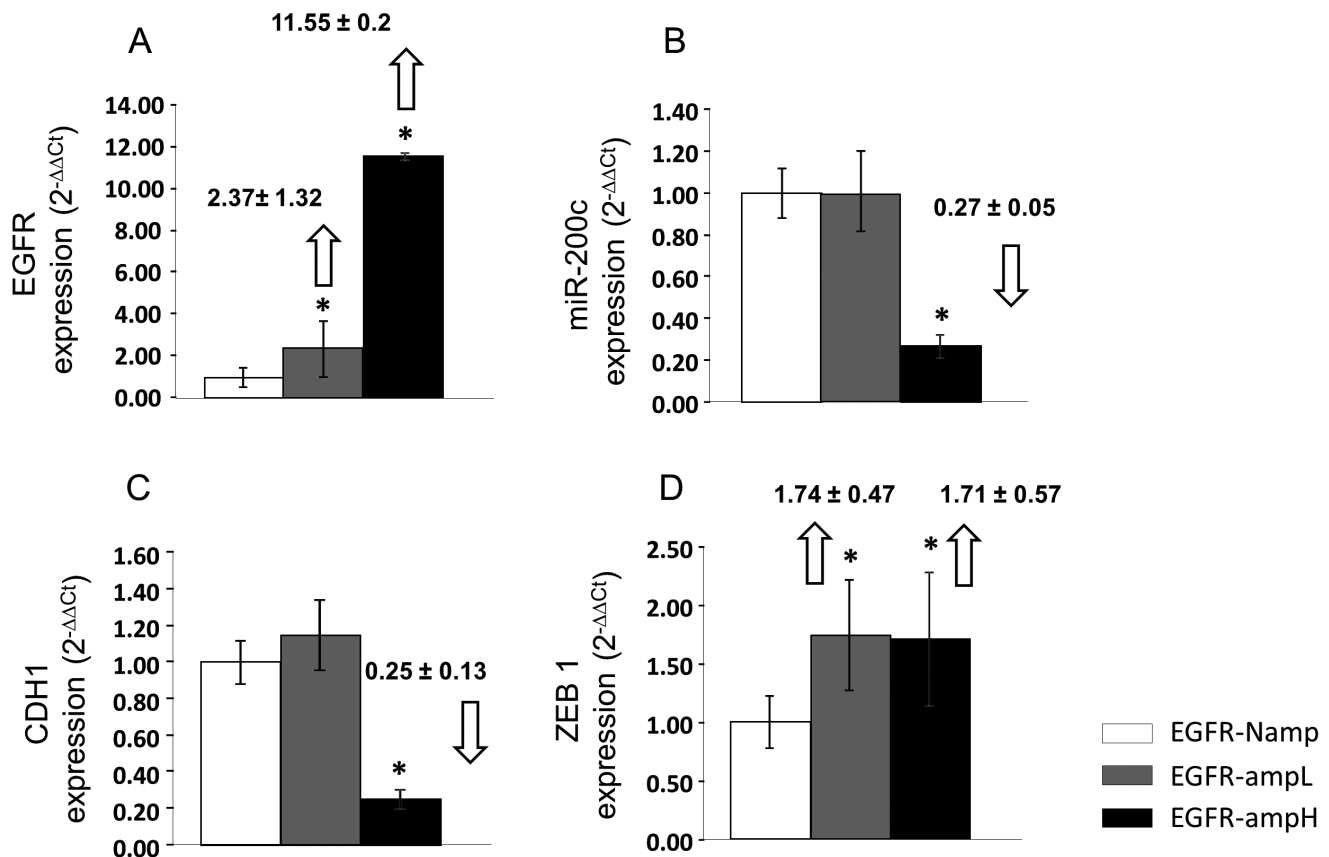 A
11.55 ± 0.2
EGFR
expression (2-ΔΔCt)
14.00
12.00
10.00
8.00
6.00
4.00
2.00
0.00
2.37± 1.32
*
*
B
miR-200c
expression (2-ΔΔCt)
1.40
1.20
1.00
0.80
0.60
0.40
0.20
0.00
0.27 ± 0.05
*
C
CDH1
expression (2-ΔΔCt)
1.60
1.40
1.20
1.00
0.80
0.60
0.40
0.20
0.00
0.25 ± 0.13
*
D
1.74 ± 0.47
1.71 ± 0.57
ZEB 1
expression (2-ΔΔCt)
2.50
2.00
1.50
1.00
0.50
0.00
*
*
EGFR-Namp
EGFR-ampL
EGFR-ampH